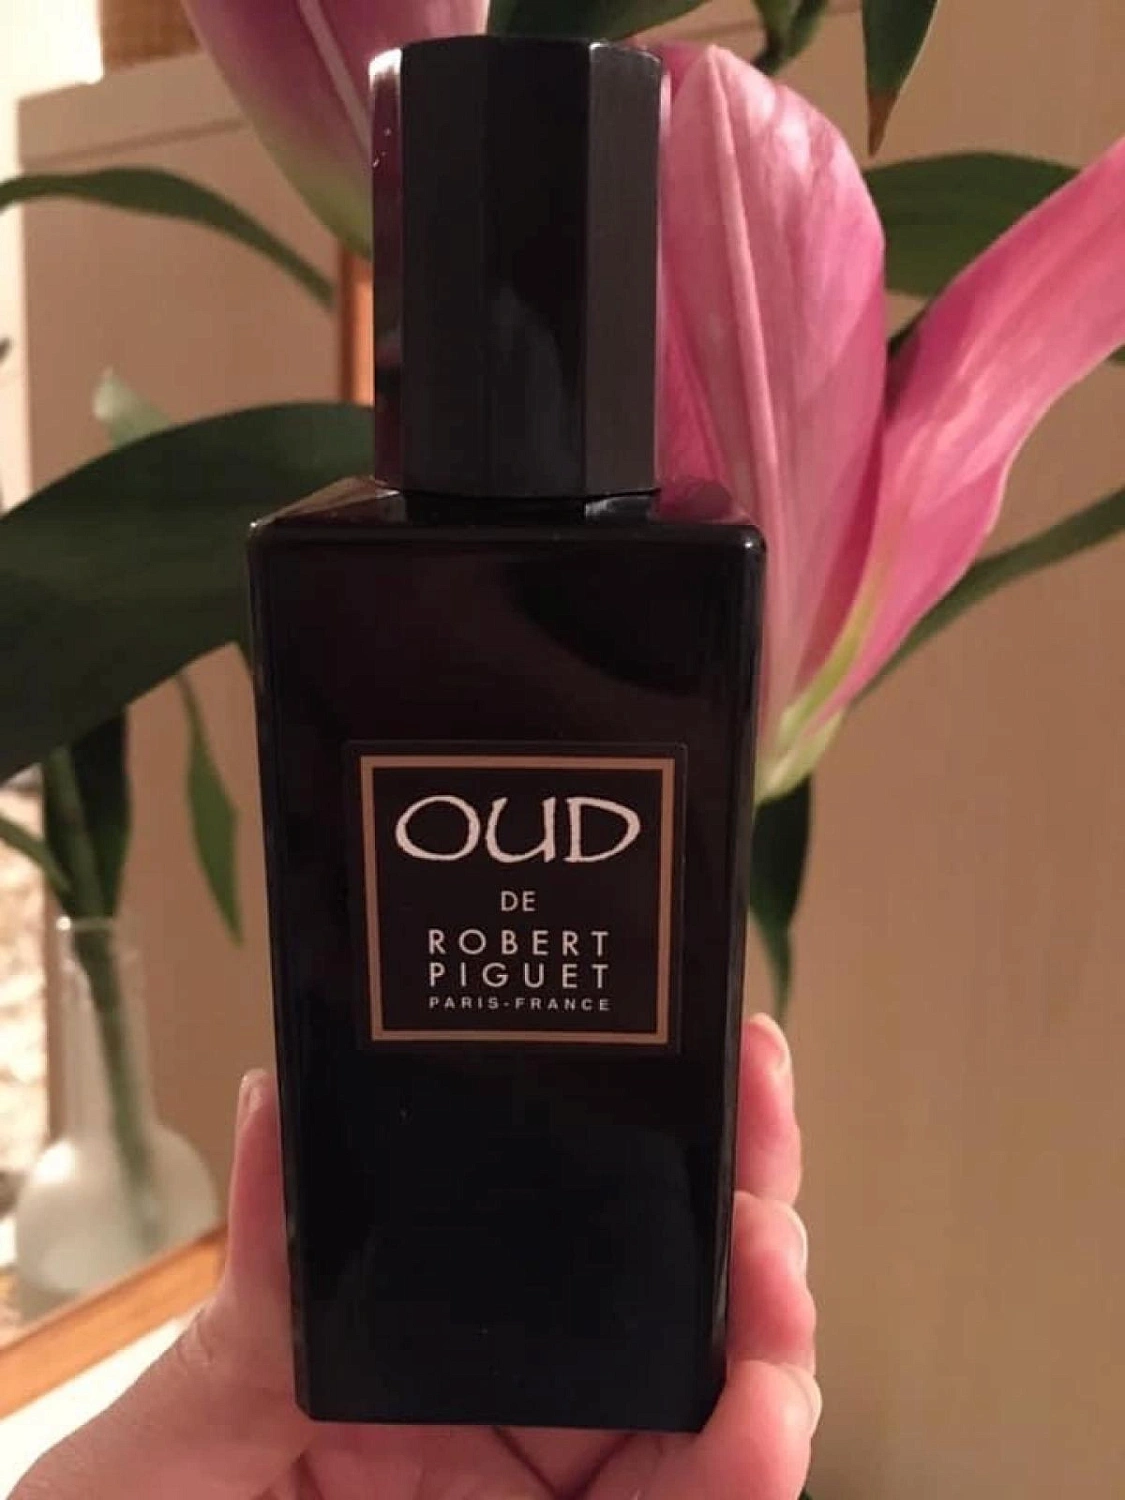 OUD
DE
ROBERT
PIGUET
PARIS-FRANCE